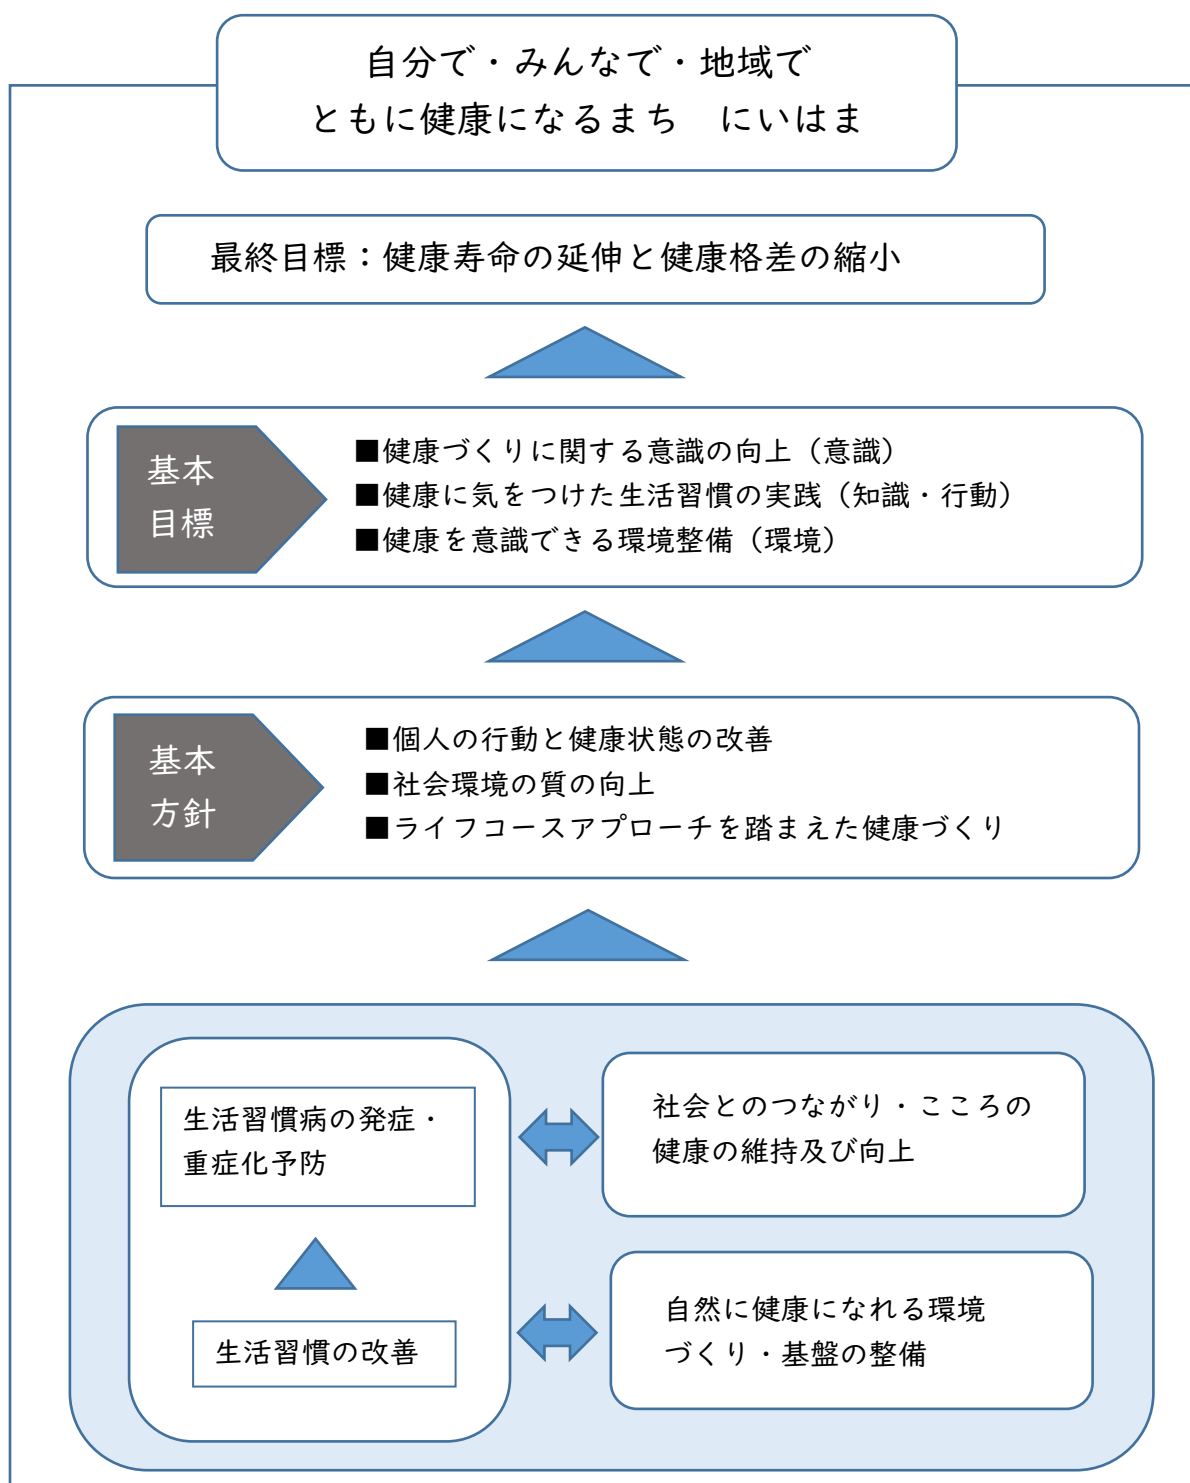 自分で・みんなで・地域で
ともに健康になるまち　にいはま
最終目標：健康寿命の延伸と健康格差の縮小
基本
目標
■健康づくりに関する意識の向上（意識）
■健康に気をつけた生活習慣の実践（知識・行動）
■健康を意識できる環境整備（環境）
基本
方針
■個人の行動と健康状態の改善
■社会環境の質の向上
■ライフコースアプローチを踏まえた健康づくり
生活習慣病の発症・
重症化予防
社会とのつながり・こころの
健康の維持及び向上
生活習慣の改善
自然に健康になれる環境
づくり・基盤の整備